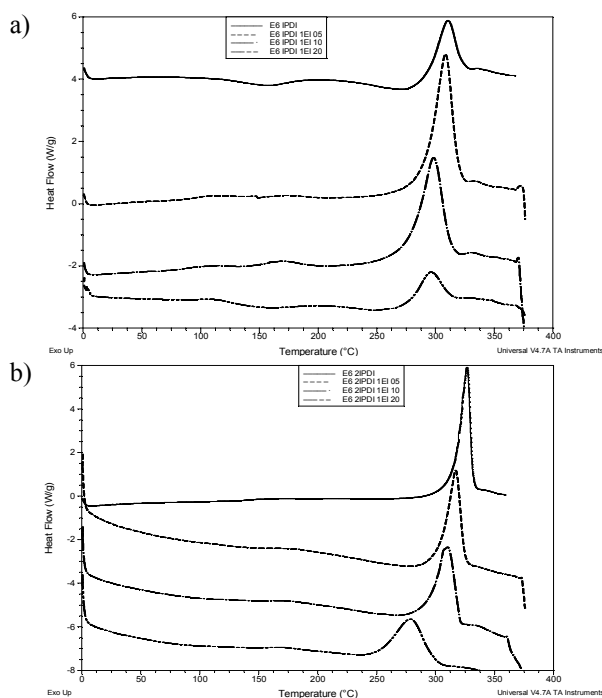 a)
E6 IPDI
E6 IPDI 1EI 05
E6 IPDI 1EI 10
E6 IPDI 1EI 20
6
4
2
0
-2
-4
Heat Flow (W/g)
0 50 100 150 200 250 300 350 400
Exo Up Temperature (°C) Universal V4.7A TA Instruments
b)
E6 2IPDI
E6 2IPDI 1EI 05
E6 2IPDI 1EI 10
E6 2IPDI 1EI 20
6
4
2
0
-2
-4
-6
-8
Heat Flow (W/g)
0 50 100 150 200 250 300 350 400
Exo Up Temperature (°C) Universal V4.7A TA Instruments